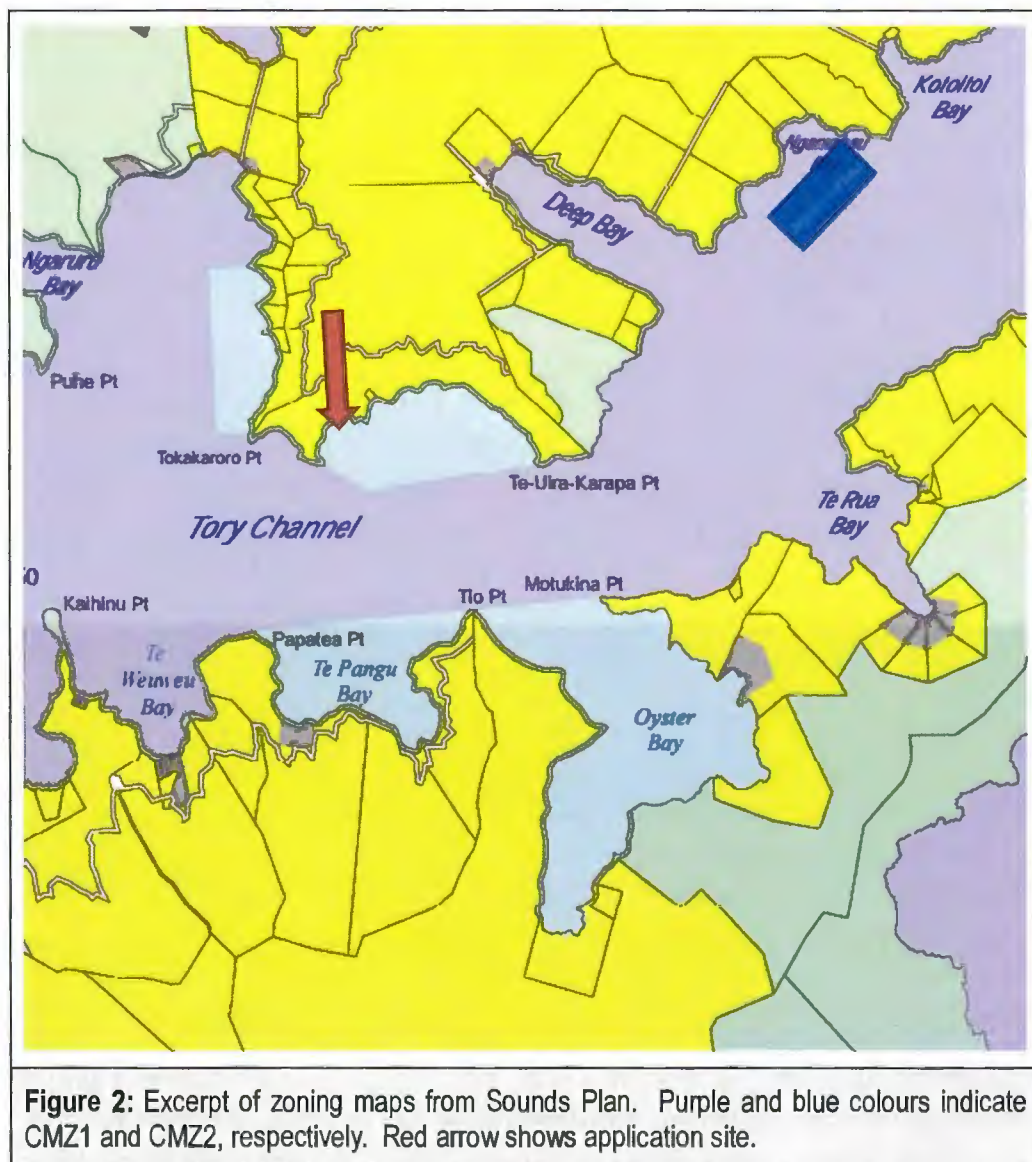 Kotoitoi
Bay
Deep Bay
Ngaruru
Bay
Puhe Pt
Tokakaroro Pt
Te-Uira-Karapa Pt
Te Rua
Bay
Tory Channel
Kaihinu Pt
Motukina Pt
Tio Pt
Papatea Pt
Te
Bay
Te Pangu
Bay
Oyster
Bay
Figure 2: Excerpt of zoning maps from Sounds Plan. Purple and blue colours indicate
CMZ1 and CMZ2, respectively. Red arrow shows application site.